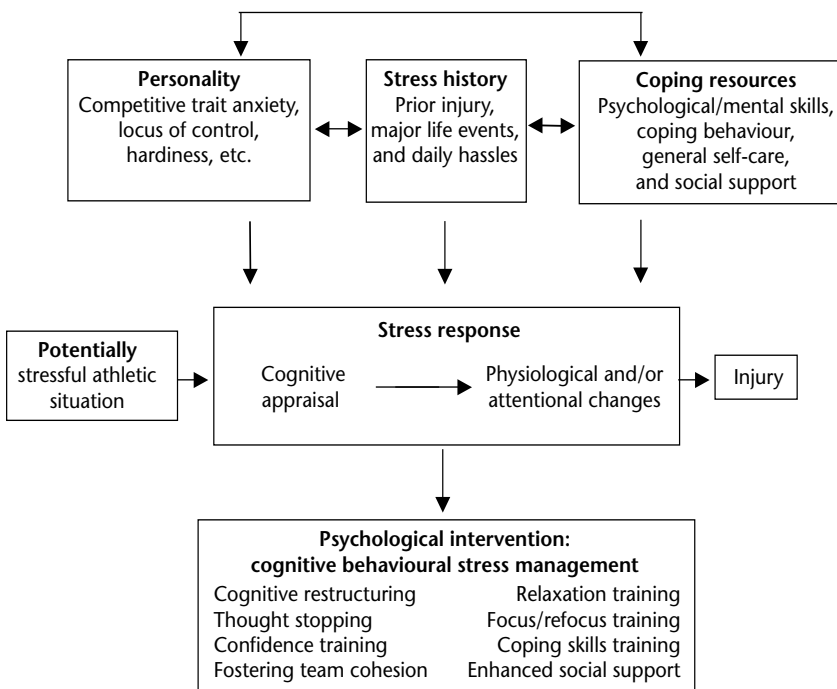 Personality
Competitive trait anxiety,
locus of control,
hardiness, etc.
Stress history
Prior injury,
major life events,
and daily hassles
Coping resources
Psychological/mental skills,
coping behaviour,
general self-care,
and social support
Potentially
stressful athletic
situation
Stress response
Cognitive
appraisal
Physiological and/or
attentional changes
Injury
Psychological intervention:
cognitive behavioural stress management
Cognitive restructuring
Thought stopping
Confidence training
Fostering team cohesion
Relaxation training
Focus/refocus training
Coping skills training
Enhanced social support